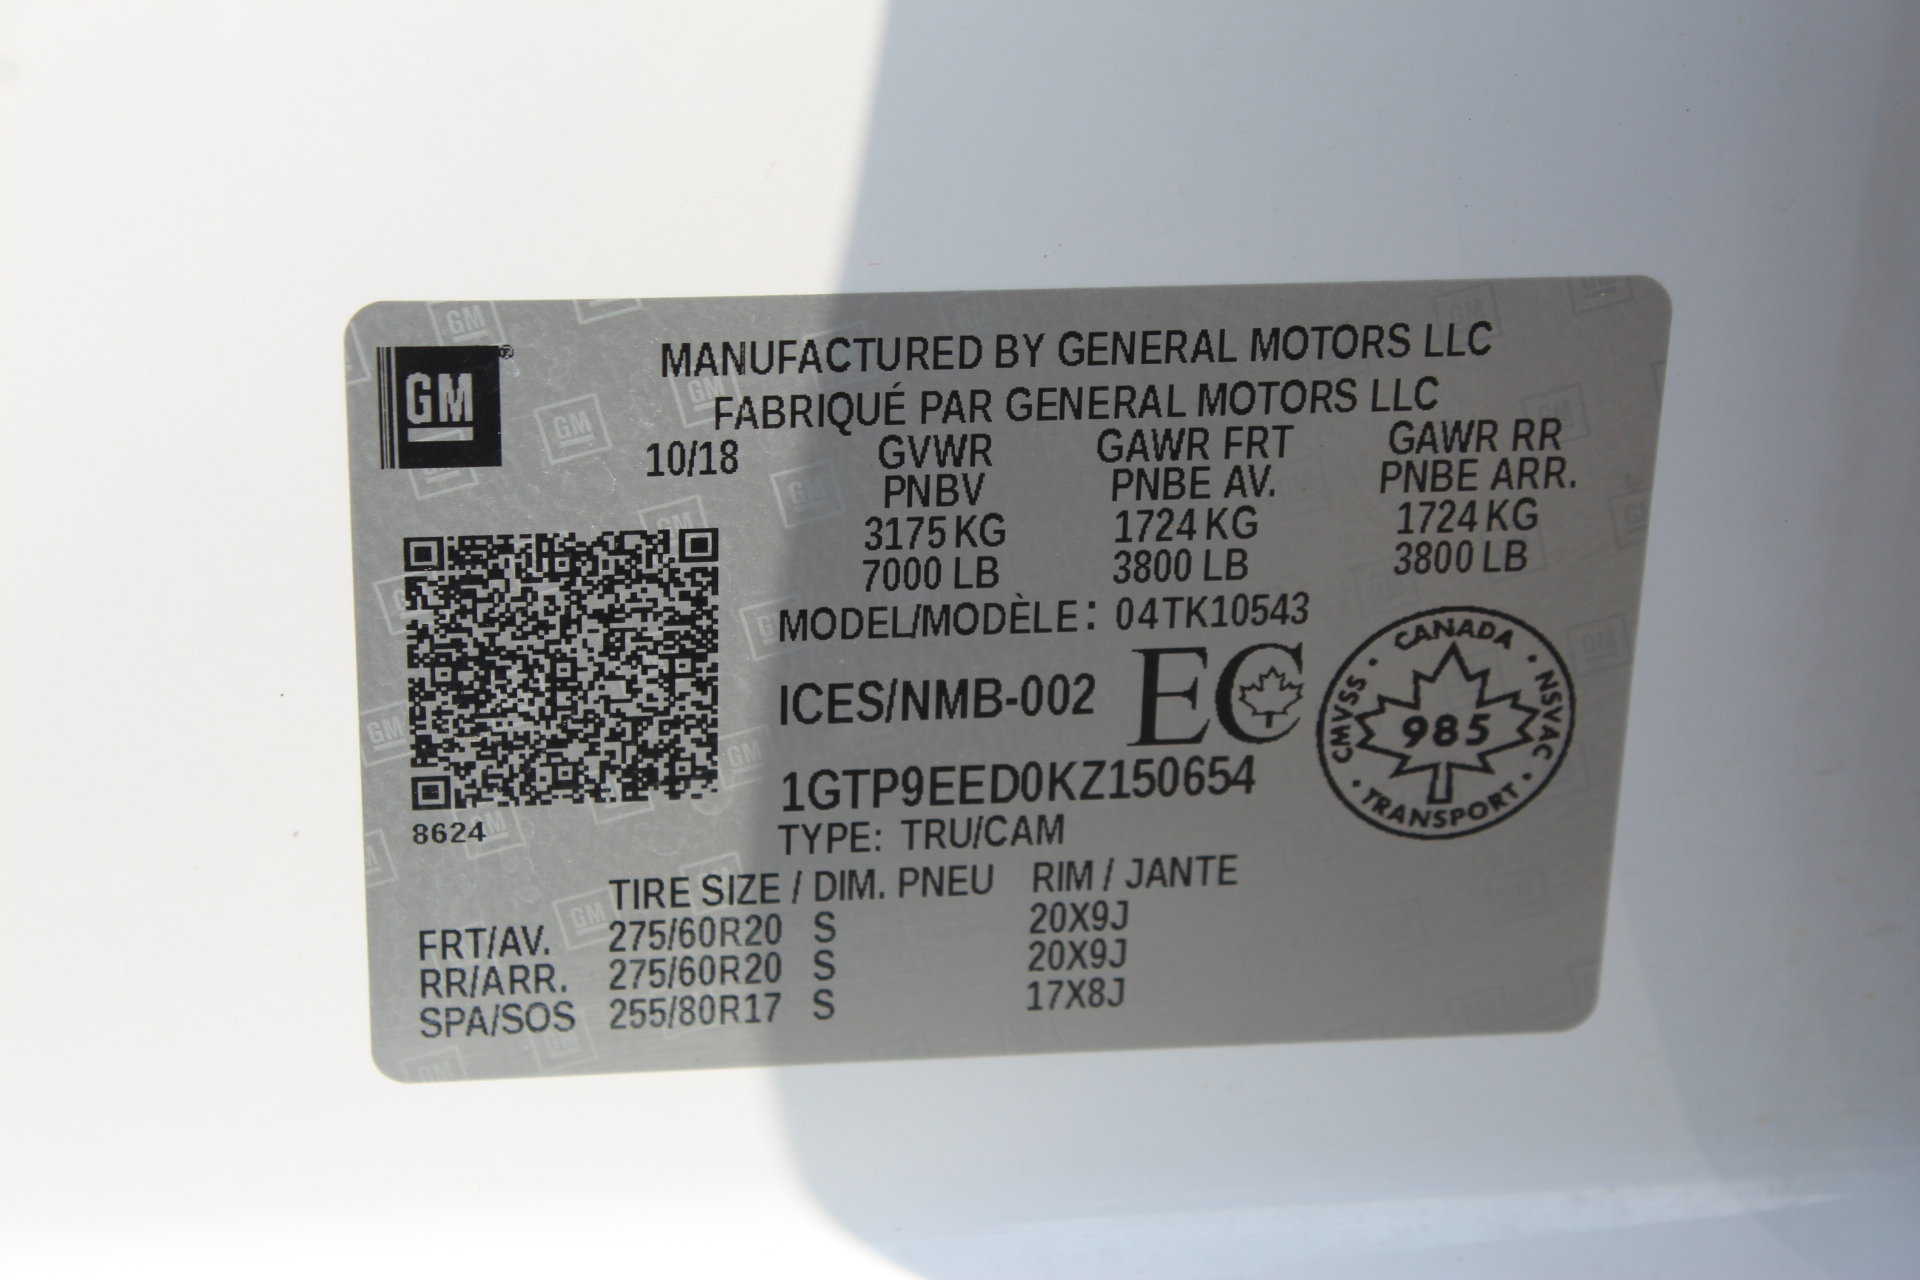 GM
MANUFACTURED BY GENERAL MOTORS LLC
FABRIQUÉ PAR GENERAL MOTORS LLC
10/18 GVWR GAWR FRT GAWR RR
PNBV PNBE AV. PNBE ARR.
3175 KG 1724 KG 1724 KG
7000 LB 3800 LB 3800 LB
MODEL/MODÈLE: 04TK10543
ICES/NMB-002 EC
CANADA · NSVAC · TRANSPORT · CMVSS ·
985
1GTP9EED0KZ150654
8624
TYPE: TRU/CAM
TIRE SIZE / DIM. PNEU RIM / JANTE
FRT/AV. 275/60R20 S 20X9J
RR/ARR. 275/60R20 S 20X9J
SPA/SOS 255/80R17 S 17X8J